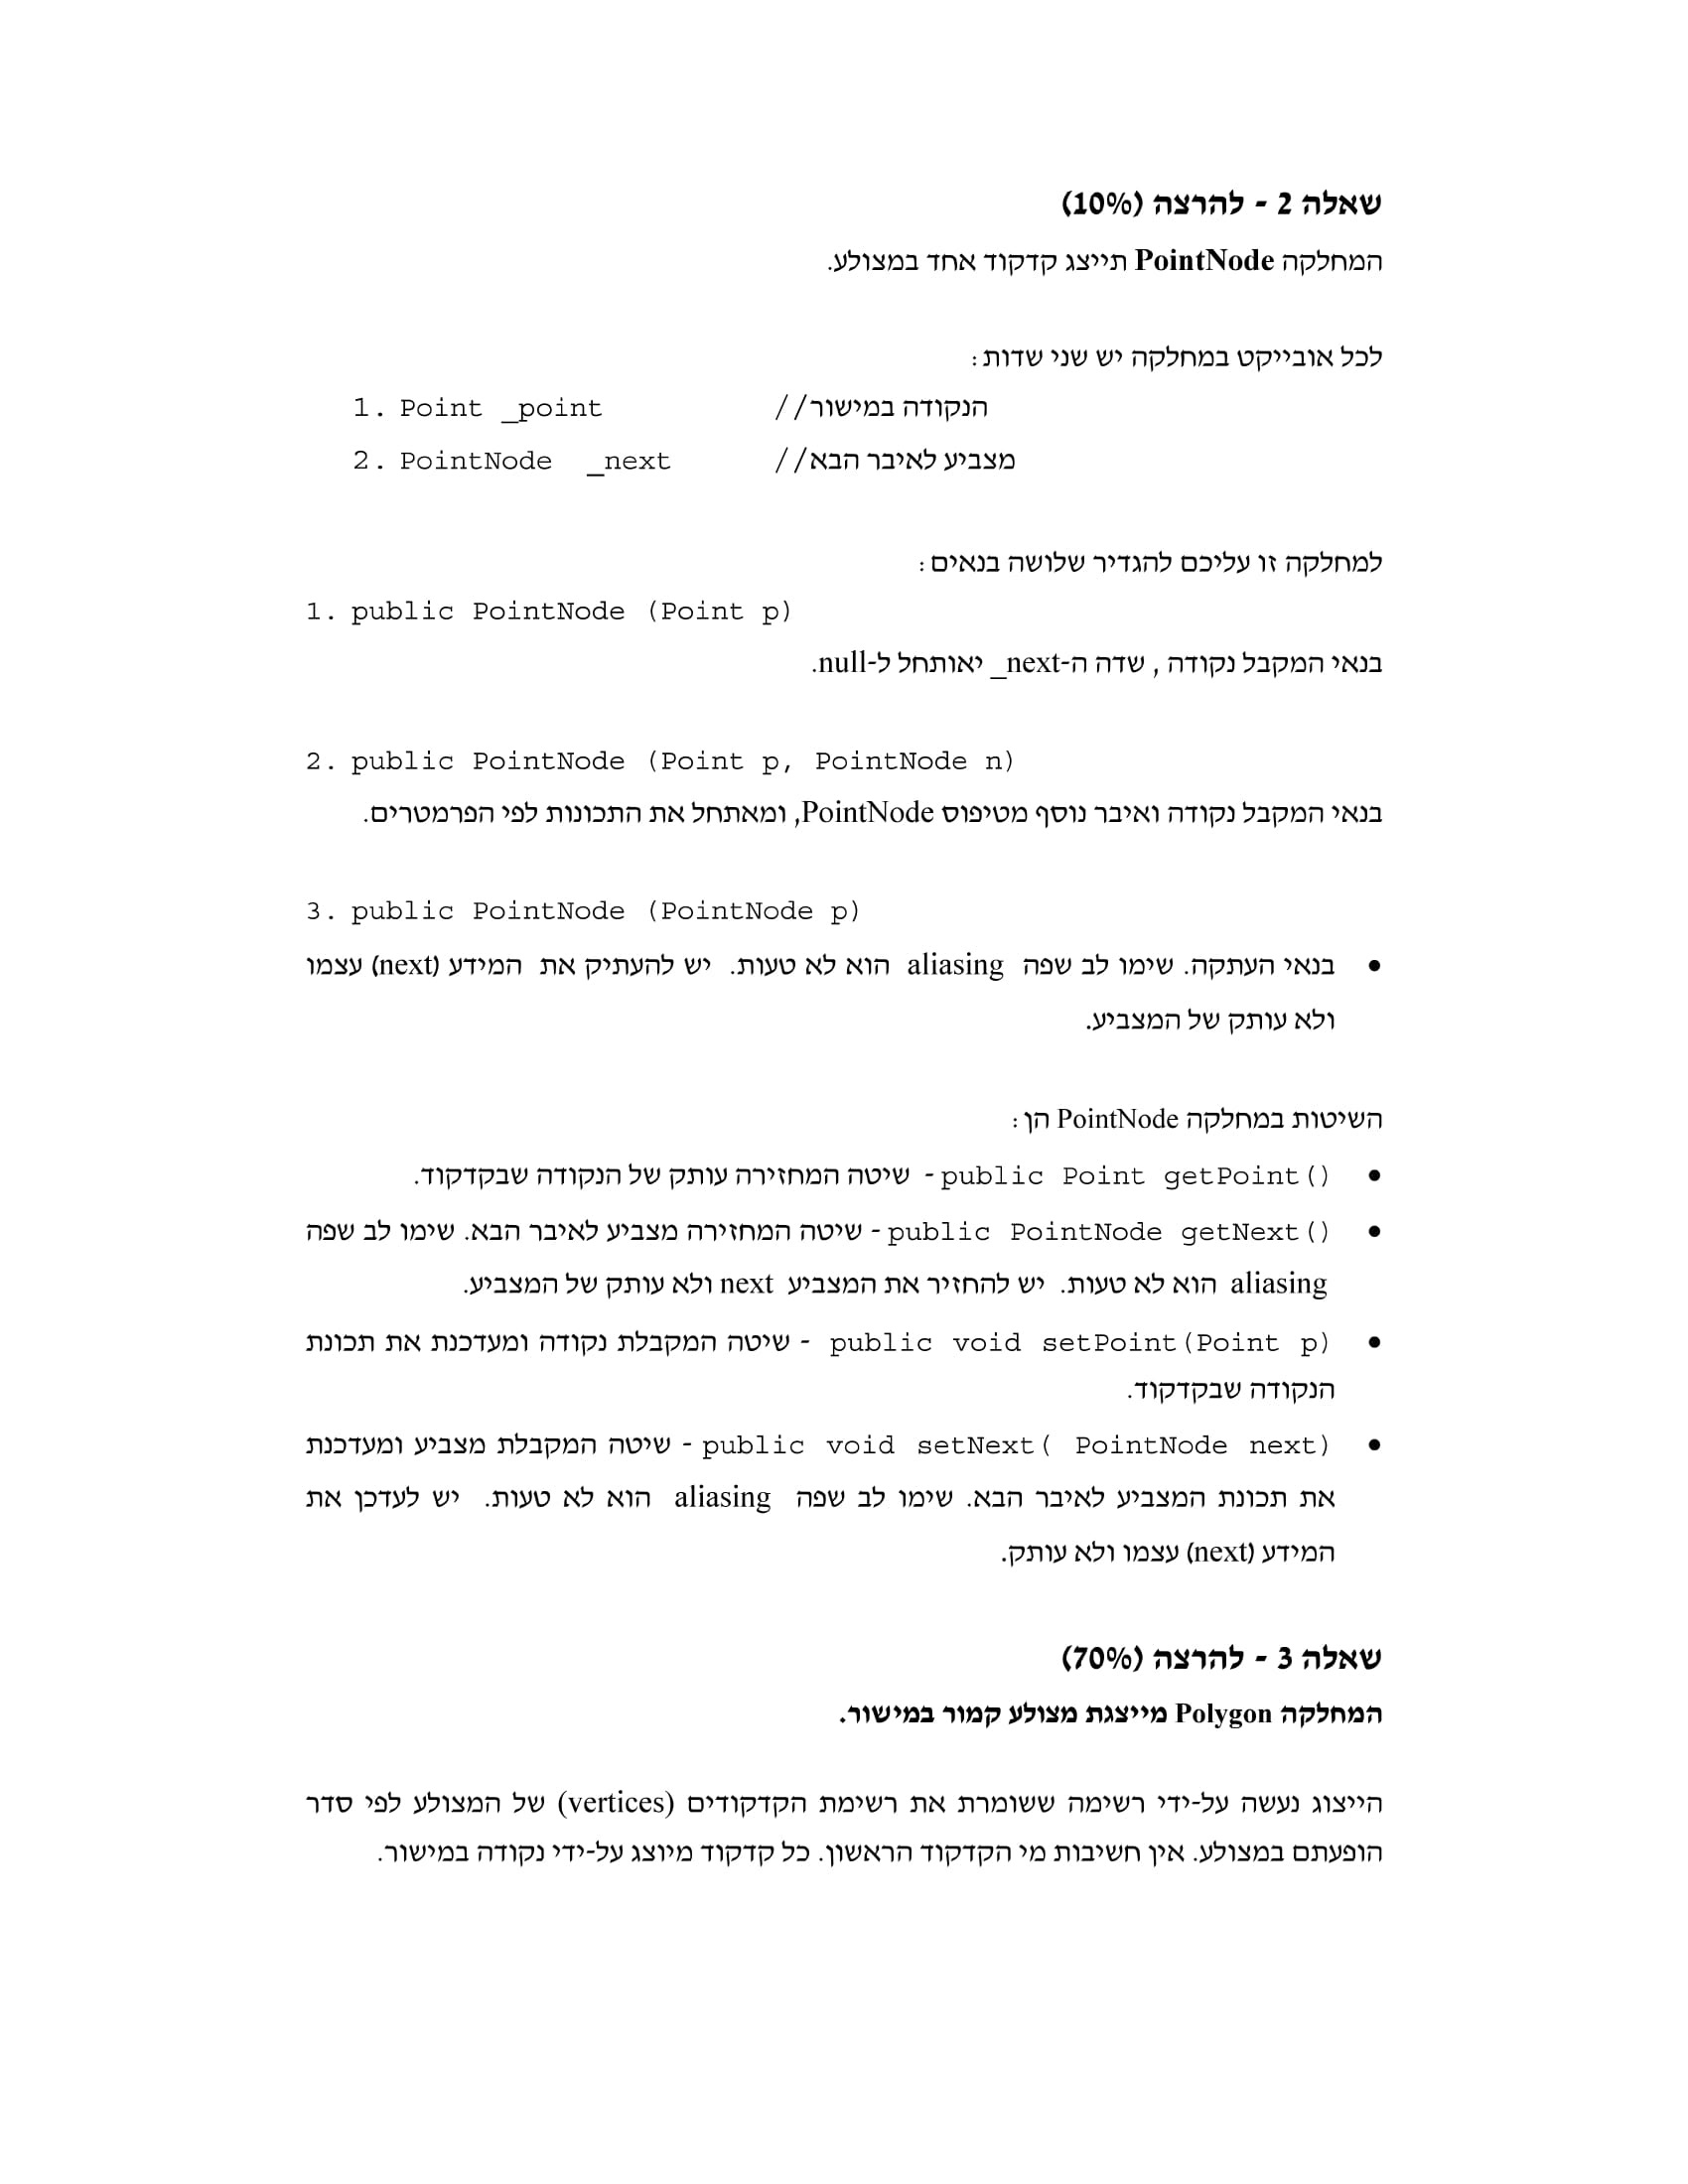 שאלה 2 - להרצה (10%)
המחלקה PointNode תייצג קדקוד אחד במצולע.
לכל אובייקט במחלקה יש שני שדות:
1. Point _point //הנקודה במישור
2. PointNode _next //מצביע לאיבר הבא
למחלקה זו עליכם להגדיר שלושה בנאים:
1. public PointNode (Point p)
בנאי המקבל נקודה , שדה ה-next_ יאותחל ל-null.
2. public PointNode (Point p, PointNode n)
בנאי המקבל נקודה ואיבר נוסף מטיפוס PointNode, ומאתחל את התכונות לפי הפרמטרים.
3. public PointNode (PointNode p)
• בנאי העתקה. שימו לב שפה aliasing הוא לא טעות. יש להעתיק את המידע (next) עצמו
ולא עותק של המצביע.
השיטות במחלקה PointNode הן:
• public Point getPoint() - שיטה המחזירה עותק של הנקודה שבקדקוד.
• public PointNode getNext() - שיטה המחזירה מצביע לאיבר הבא. שימו לב שפה
aliasing הוא לא טעות. יש להחזיר את המצביע next ולא עותק של המצביע.
• public void setPoint(Point p) - שיטה המקבלת נקודה ומעדכנת את תכונת
הנקודה שבקדקוד.
• public void setNext( PointNode next) - שיטה המקבלת מצביע ומעדכנת
את תכונת המצביע לאיבר הבא. שימו לב שפה aliasing הוא לא טעות. יש לעדכן את
המידע (next) עצמו ולא עותק.
שאלה 3 - להרצה (70%)
המחלקה Polygon מייצגת מצולע קמור במישור.
הייצוג נעשה על-ידי רשימה ששומרת את רשימת הקדקודים (vertices) של המצולע לפי סדר
הופעתם במצולע. אין חשיבות מי הקדקוד הראשון. כל קדקוד מיוצג על-ידי נקודה במישור.